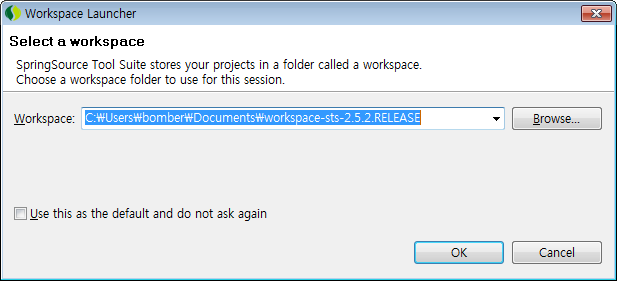 Workspace Launcher
Select a workspace
SpringSource Tool Suite stores your projects in a folder called a workspace.
Choose a workspace folder to use for this session.
Workspace: C:₩Users₩bomber₩Documents₩workspace-sts-2.5.2.RELEASE Browse...
Use this as the default and do not ask again
OK Cancel